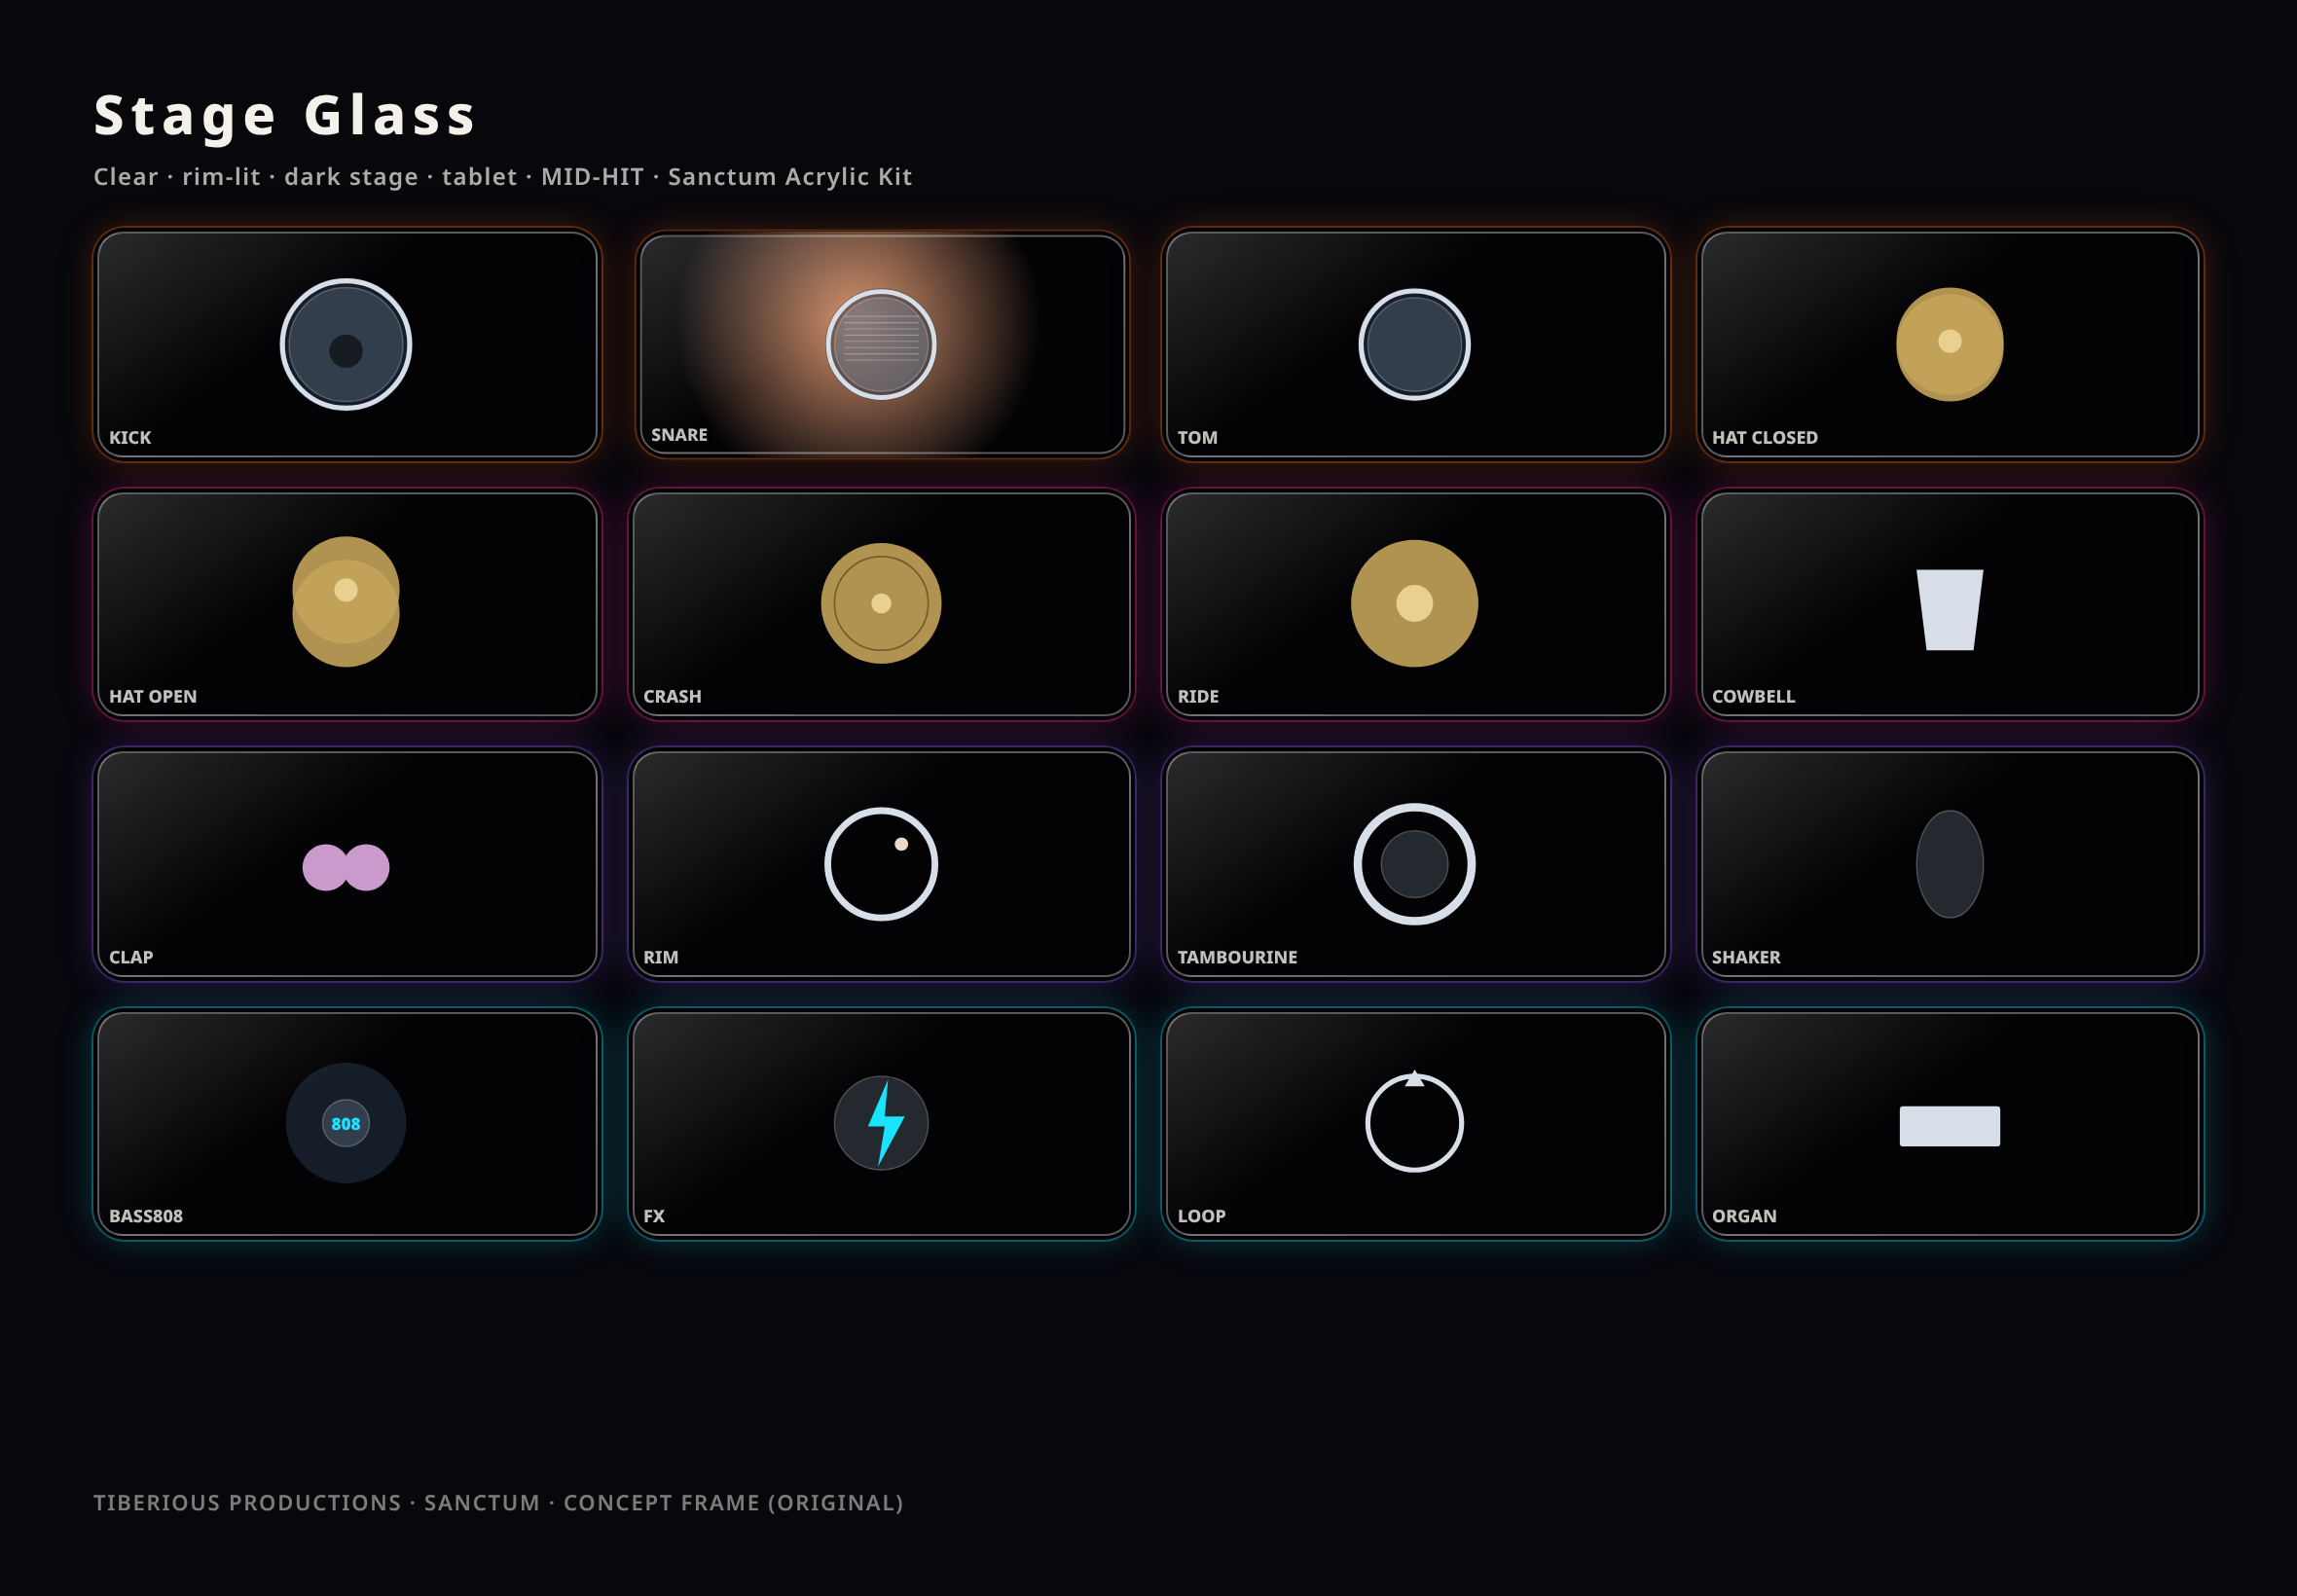 Stage Glass
Clear · rim-lit · dark stage · tablet · MID-HIT · Sanctum Acrylic Kit
KICK
SNARE
TOM
HAT CLOSED
HAT OPEN
CRASH
RIDE
COWBELL
CLAP
RIM
TAMBOURINE
SHAKER
808
BASS808
FX
LOOP
ORGAN
TIBERIOUS PRODUCTIONS · SANCTUM · CONCEPT FRAME (ORIGINAL)